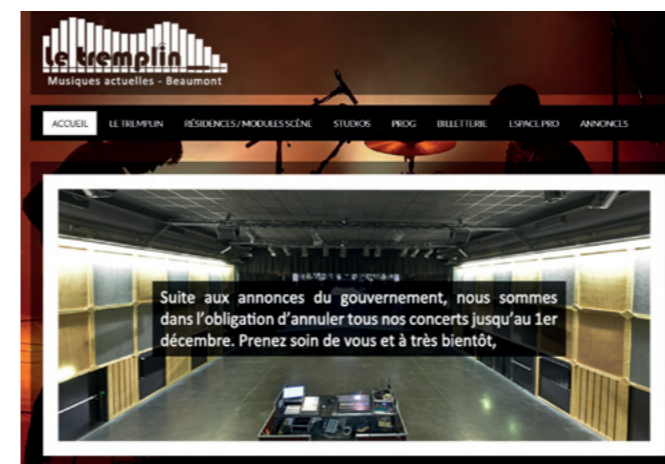 Le tremplin
Musiques actuelles - Beaumont
ACCUEIL LE TREMPLIN RÉSIDENCES / MODULES SCÈNE STUDIOS PROG BILLETTERIE ESPACE PRO ANNONCES
Suite aux annonces du gouvernement, nous sommes
dans l'obligation d'annuler tous nos concerts jusqu'au 1er
décembre. Prenez soin de vous et à très bientôt,